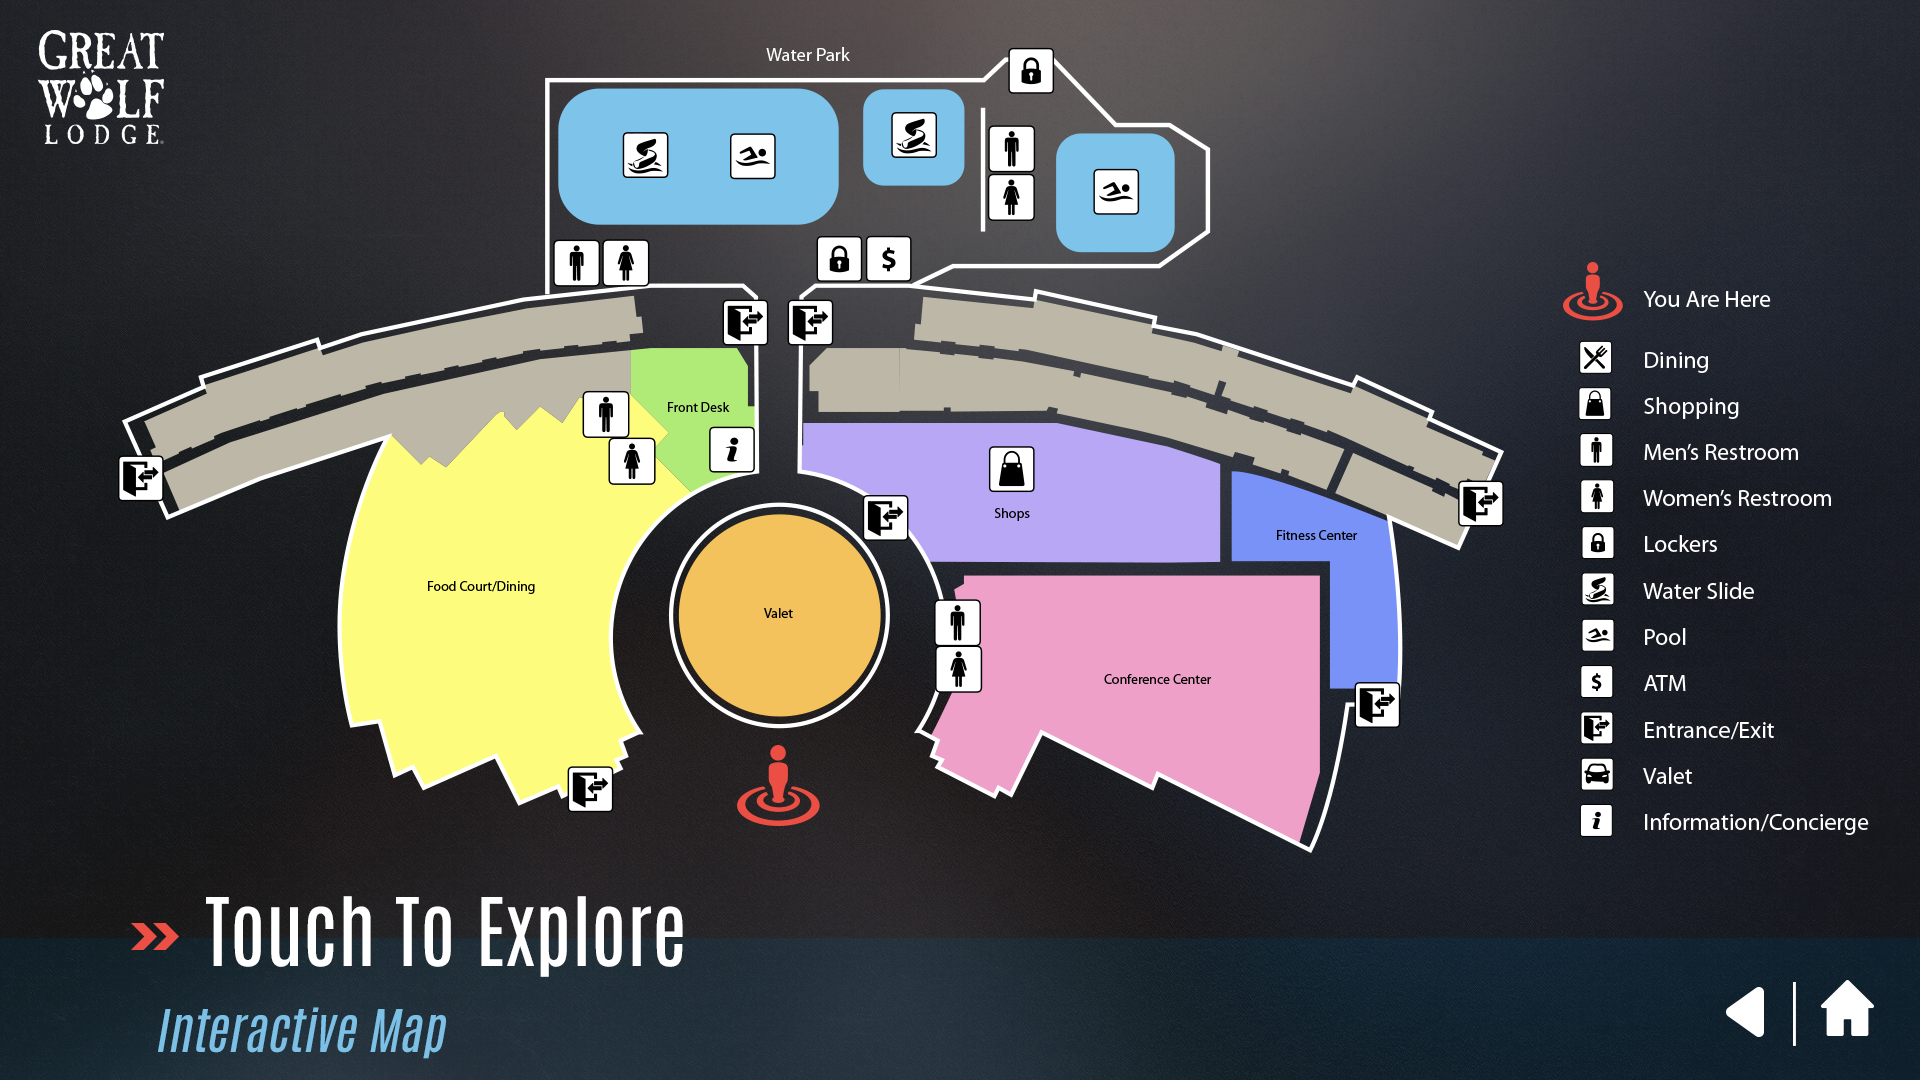 GREAT
WOLF
LODGE
Water Park
$
Front Desk
i
Shops
Fitness Center
Food Court/Dining
Valet
Conference Center
You Are Here
Dining
Shopping
Men's Restroom
Women's Restroom
Lockers
Water Slide
Pool
$ ATM
Entrance/Exit
Valet
i Information/Concierge
Touch To Explore
Interactive Map